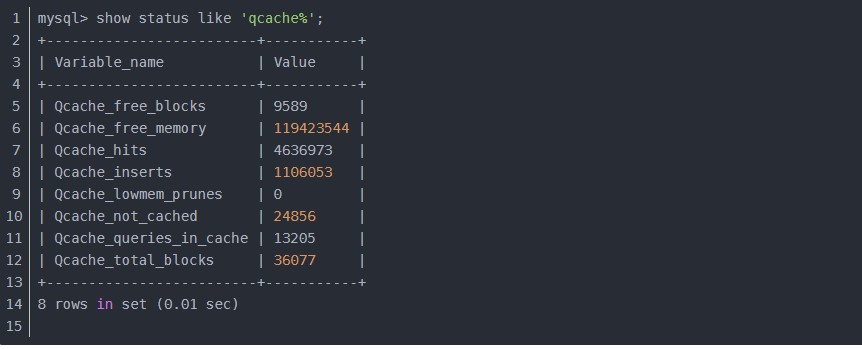 1 mysql> show status like 'qcache%';
2 +-------------------------+-----------+
3 | Variable_name           | Value     |
4 +-------------------------+-----------+
5 | Qcache_free_blocks      | 9589      |
6 | Qcache_free_memory      | 119423544 |
7 | Qcache_hits             | 4636973   |
8 | Qcache_inserts          | 1106053   |
9 | Qcache_lowmem_prunes    | 0         |
10 | Qcache_not_cached       | 24856     |
11 | Qcache_queries_in_cache | 13205     |
12 | Qcache_total_blocks     | 36077     |
13 +-------------------------+-----------+
14 8 rows in set (0.01 sec)
15